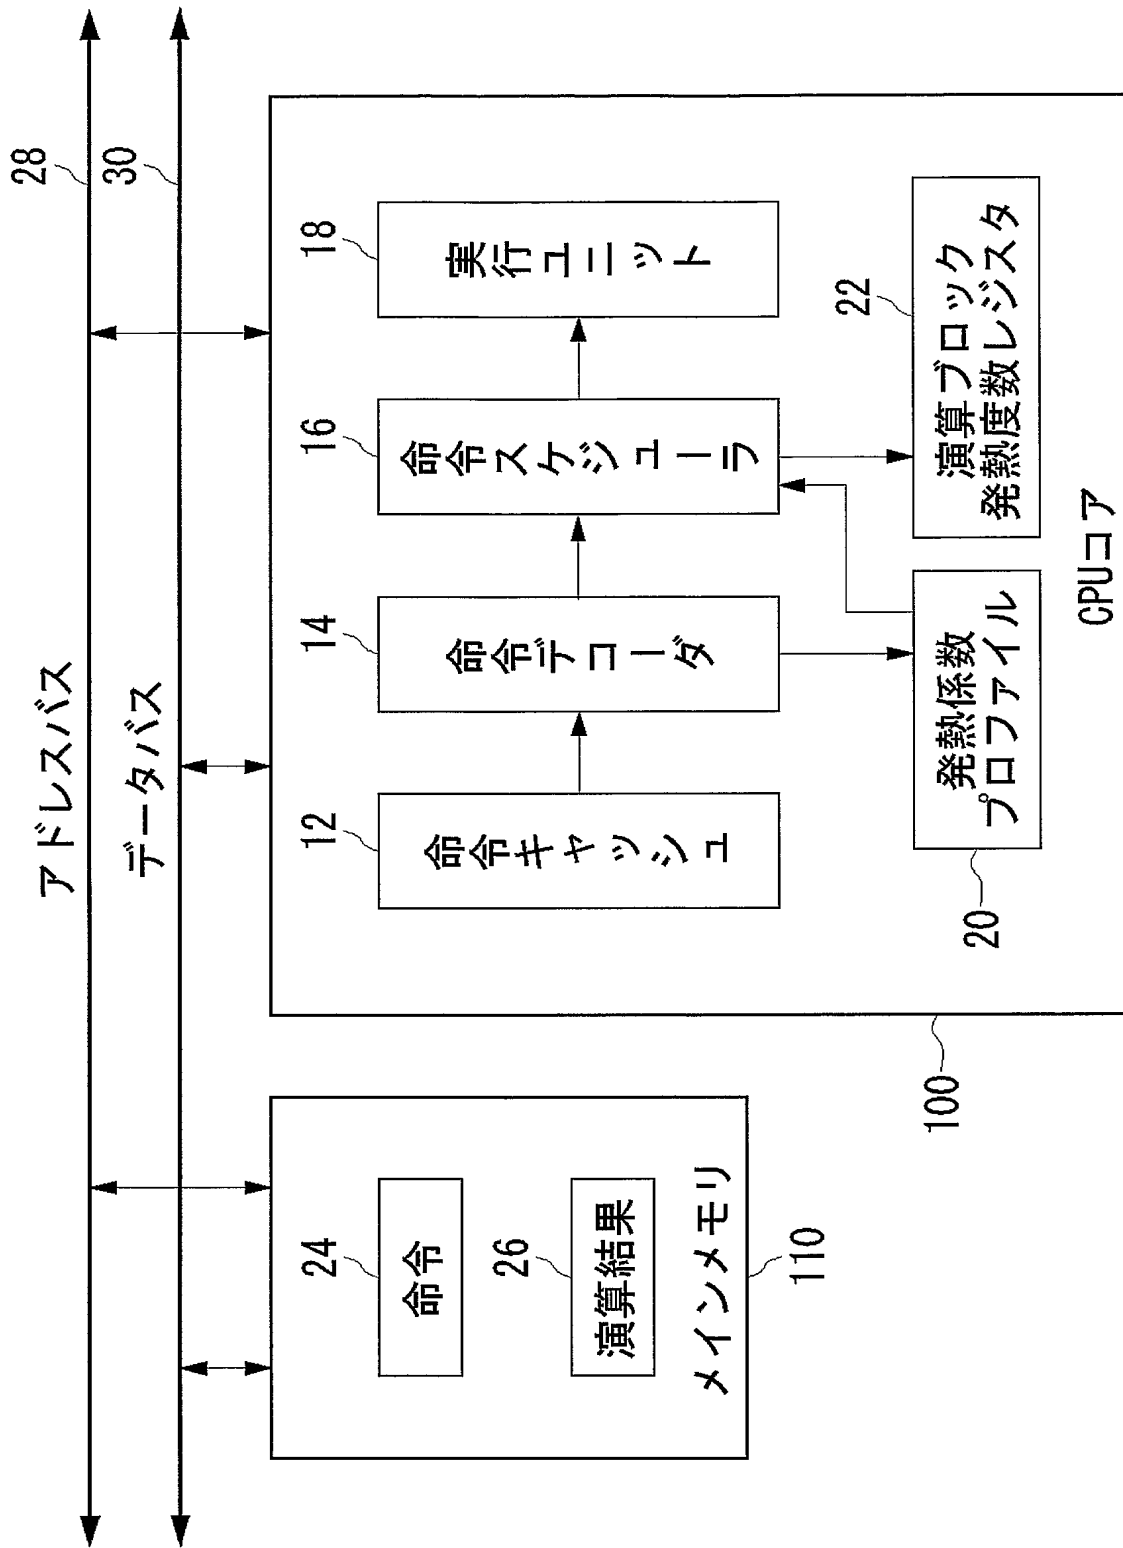 アドレスバス
28
データバス
30
24
命令
26
演算結果
メインメモリ
110
12
命令キャッシュ
14
命令デコーダ
16
命令スケジューラ
18
実行ユニット
20
発熱係数
プロファイル
22
演算ブロック
発熱度数レジスタ
CPUコア
100